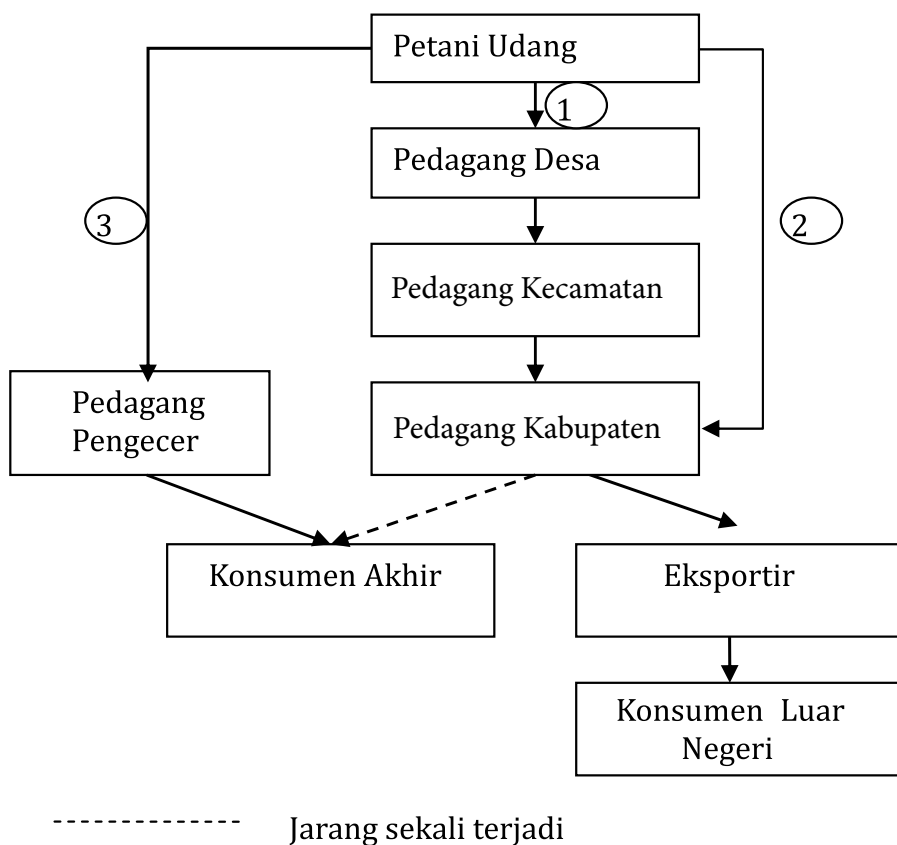 Petani Udang
1
Pedagang Desa
3
2
Pedagang Kecamatan
Pedagang
Pengecer
Pedagang Kabupaten
Konsumen Akhir
Eksportir
Konsumen Luar
Negeri
Jarang sekali terjadi